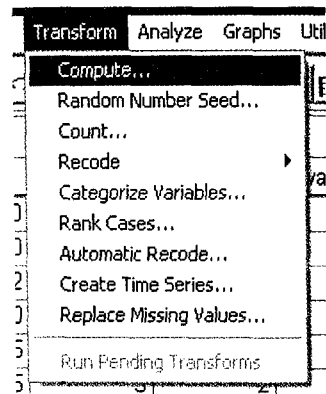 Transform Analyze Graphs Util
Compute...
Random Number Seed...
Count...
Recode
Categorize Variables...
Rank Cases...
Automatic Recode...
Create Time Series...
Replace Missing Values...
Run Pending Transforms